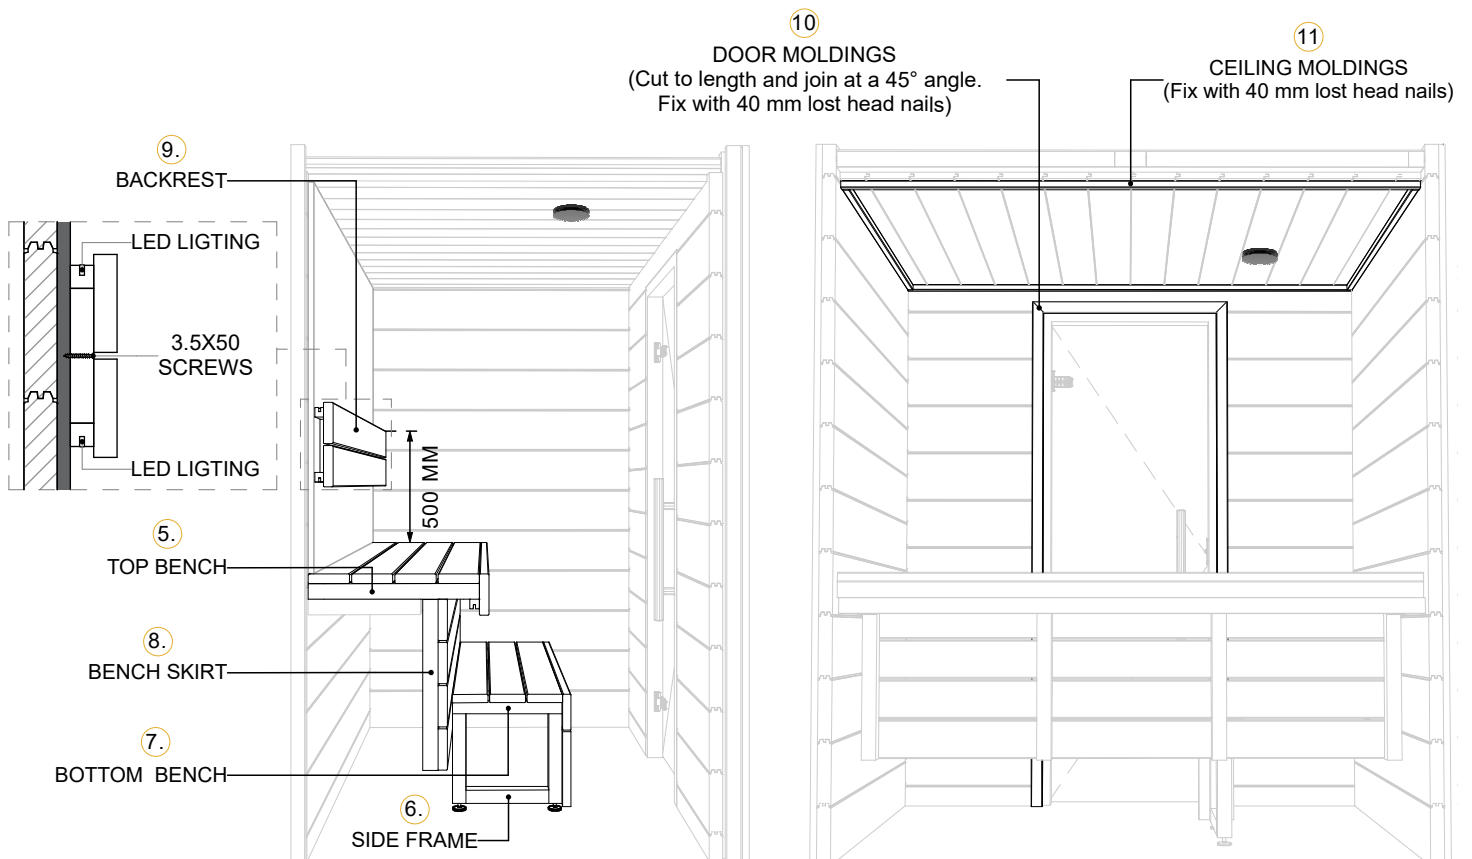 10
DOOR MOLDINGS
(Cut to length and join at a 45° angle.
Fix with 40 mm lost head nails)
11
CEILING MOLDINGS
(Fix with 40 mm lost head nails)
9.
BACKREST
LED LIGTING
3.5X50
SCREWS
LED LIGTING
500 MM
5.
TOP BENCH
8.
BENCH SKIRT
7.
BOTTOM BENCH
6.
SIDE FRAME